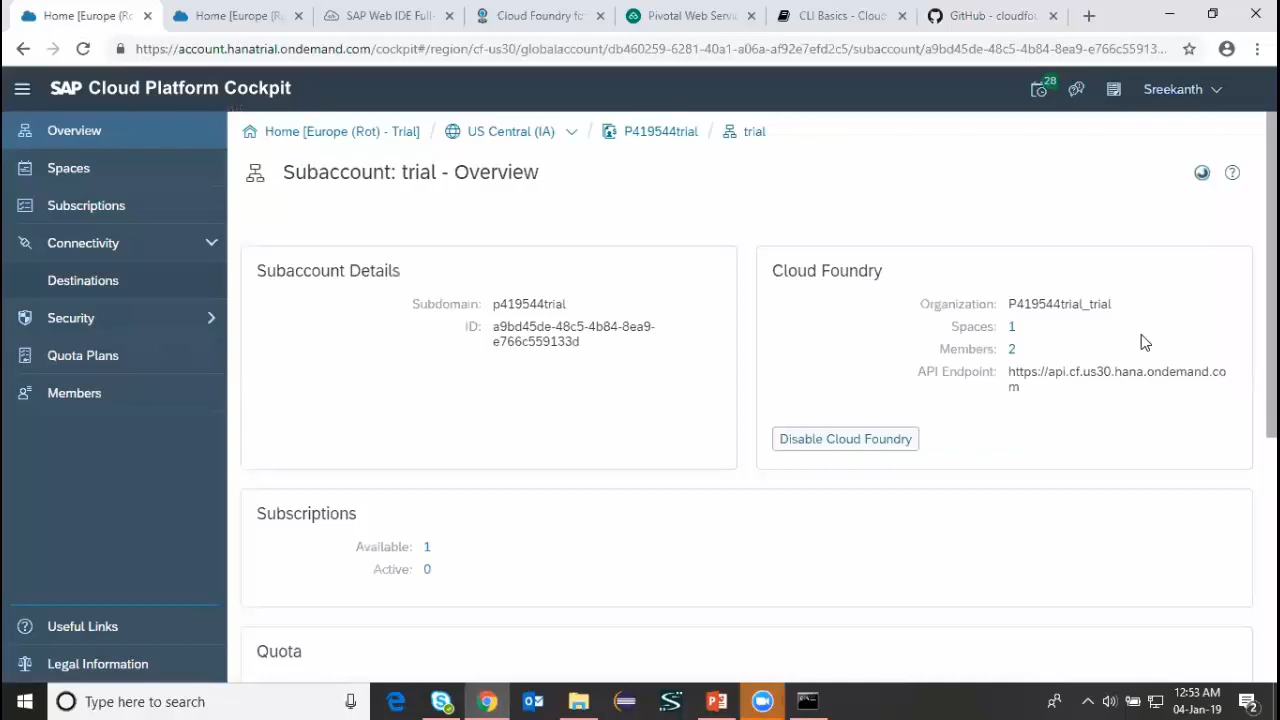 Home [Europe (Ro
Home [Europe (R
SAP Web IDE Full-
Cloud Foundry fo
Pivotal Web Servi
CLI Basics - Clou
GitHub - cloudfou
https://account.hanatrial.ondemand.com/cockpit#/region/cf-us30/globalaccount/db460259-6281-40a1-a06a-af92e7efd2c5/subaccount/a9bd45de-48c5-4b84-8ea9-e766c55913...
SAP Cloud Platform Cockpit
28
Sreekanth
Overview
Spaces
Subscriptions
Connectivity
Destinations
Security
Quota Plans
Members
Useful Links
Legal Information
Home [Europe (Rot) - Trial] / US Central (IA) / P419544trial / trial
Subaccount: trial - Overview
Subaccount Details
Subdomain: p419544trial
ID: a9bd45de-48c5-4b84-8ea9-
e766c559133d
Cloud Foundry
Organization: P419544trial_trial
Spaces: 1
Members: 2
API Endpoint: https://api.cf.us30.hana.ondemand.co
m
Disable Cloud Foundry
Subscriptions
Available: 1
Active: 0
Quota
Type here to search
12:53 AM
04-Jan-19
2